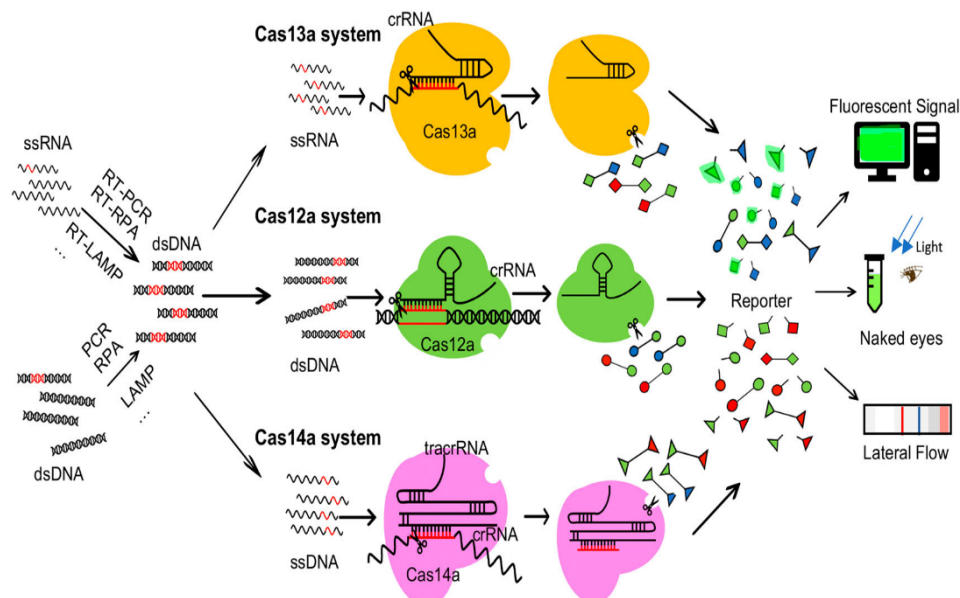 crRNA
Cas13a system
ssRNA
Cas13a
Fluorescent Signal
ssRNA
RT-PCR
RT-RPA
RT-LAMP
...
dsDNA
Cas12a system
crRNA
dsDNA
Cas12a
Reporter
Light
Naked eyes
PCR
RPA
LAMP
...
dsDNA
Cas14a system
tracrRNA
ssDNA
crRNA
Cas14a
Lateral Flow